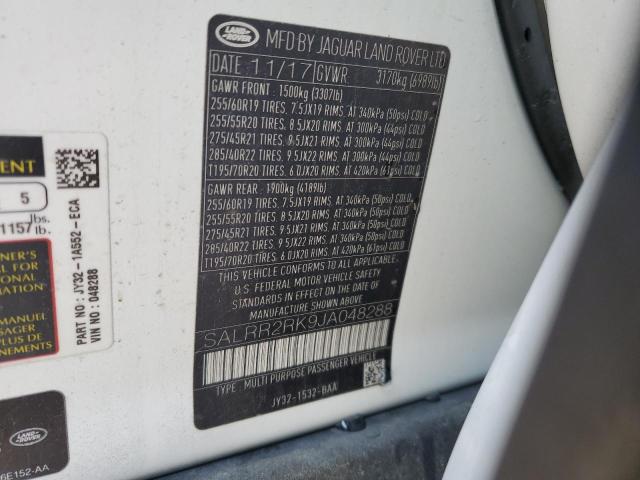 LAND ROVER
MFD BY JAGUAR LAND ROVER LTD
DATE 11/17 GVWR 3170kg (6989lb)
GAWR FRONT : 1500kg (3307lb)
255/60R19 TIRES, 7.5JX19 RIMS, AT 340kPa (50psi) COLD
255/55R20 TIRES, 8.5JX20 RIMS, AT 300kPa (44psi) COLD
275/45R21 TIRES, 9.5JX21 RIMS, AT 300kPa (44psi) COLD
285/40R22 TIRES, 9.5JX22 RIMS, AT 300kPa (44psi) COLD
T195/70R20 TIRES, 6.0JX20 RIMS, AT 420kPa (61psi) COLD
GAWR REAR: 1900kg (4189lb)
255/60R19 TIRES, 7.5JX19 RIMS, AT 340kPa (50psi) COLD
255/55R20 TIRES, 8.5JX20 RIMS, AT 340kPa (50psi) COLD
275/45R21 TIRES, 9.5JX21 RIMS, AT 340kPa (50psi) COLD
285/40R22 TIRES, 9.5JX22 RIMS, AT 340kPa (50psi) COLD
T195/70R20 TIRES, 6.0JX20 RIMS, AT 420kPa (61psi) COLD
THIS VEHICLE CONFORMS TO ALL APPLICABLE
U.S FEDERAL MOTOR VEHICLE SAFETY
STANDARDS IN EFFECT ON THE DATE OF
MANUFACTURE SHOWN ABOVE.
SALRR2RK9JA048288
TYPE: MULTI PURPOSE PASSENGER VEHICLE
JY32-1532-BAA
5
1157 lbs.
lb.
PART NO: JY32-1A552-ECA
VIN NO: 048288
LAND ROVER
6E152-AA